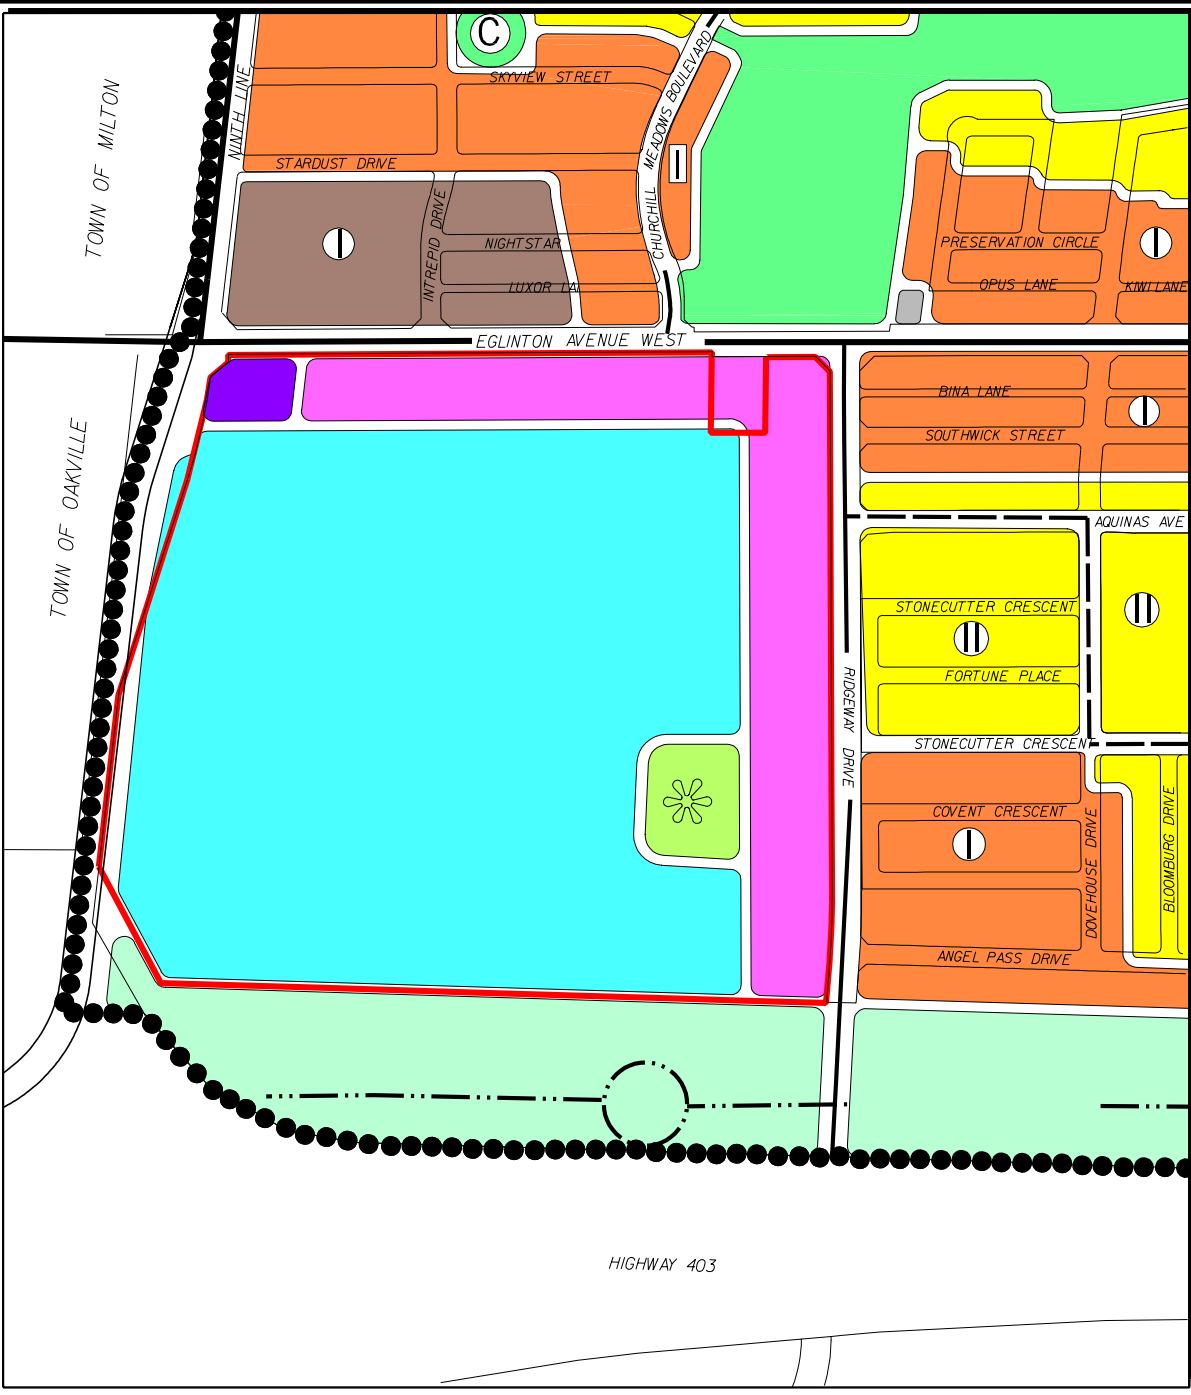 C
SKYVIEW STREET
MEADOWS BOULEVARD
TOWN OF MILTON
NINTH LINE
STARDUST DRIVE
I
CHURCHILL
INTREPID DRIVE
I
NIGHTSTAR
PRESERVATION CIRCLE
I
LUXOR LA
OPUS LANE
KIWI LANE
EGLINTON AVENUE WEST
BINA LANE
I
SOUTHWICK STREET
TOWN OF OAKVILLE
AQUINAS AVE
STONECUTTER CRESCENT
II
II
FORTUNE PLACE
RIDGEWAY DRIVE
STONECUTTER CRESCENT
COVENT CRESCENT
I
DOVEHOUSE DRIVE
BLOOMBURG DRIVE
ANGEL PASS DRIVE
HIGHWAY 403